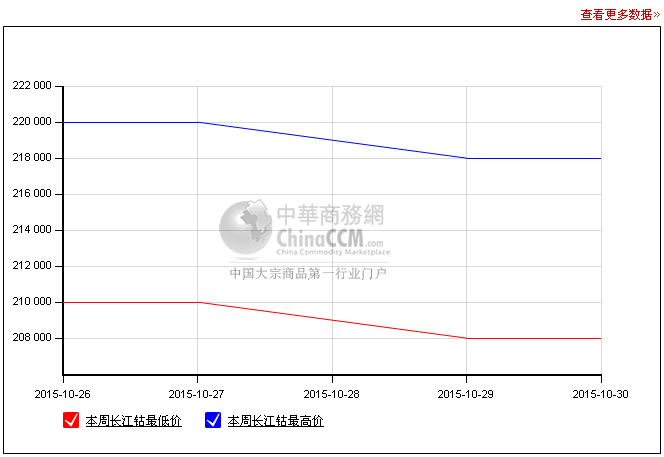 查看更多数据»
222 000
220 000
218 000
216 000
214 000
212 000
210 000
208 000
中華商務網
ChinaCCM.com
China Commodity Marketplace
中国大宗商品第一行业门户
2015-10-26 2015-10-27 2015-10-28 2015-10-29 2015-10-30
本周长江钴最低价 本周长江钴最高价